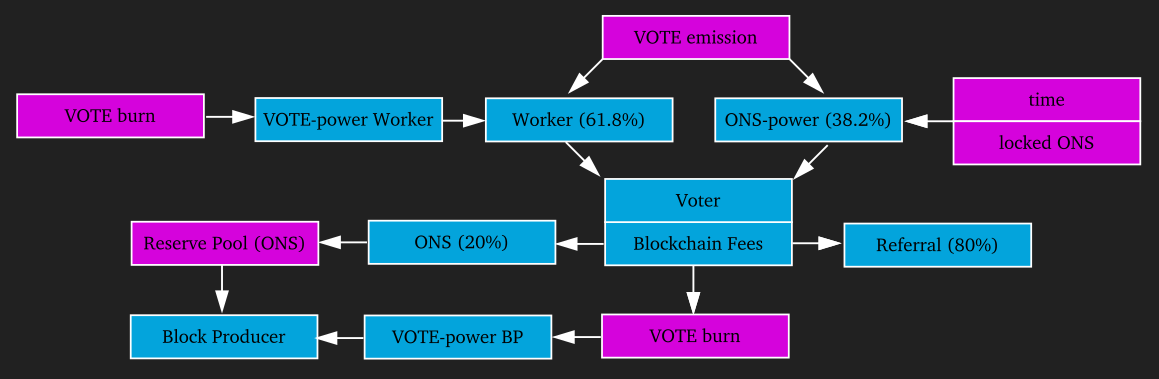 VOTE emission
VOTE burn
VOTE-power Worker
Worker (61.8%)
ONS-power (38.2%)
time
locked ONS
Voter
Reserve Pool (ONS)
ONS (20%)
Blockchain Fees
Referral (80%)
Block Producer
VOTE-power BP
VOTE burn